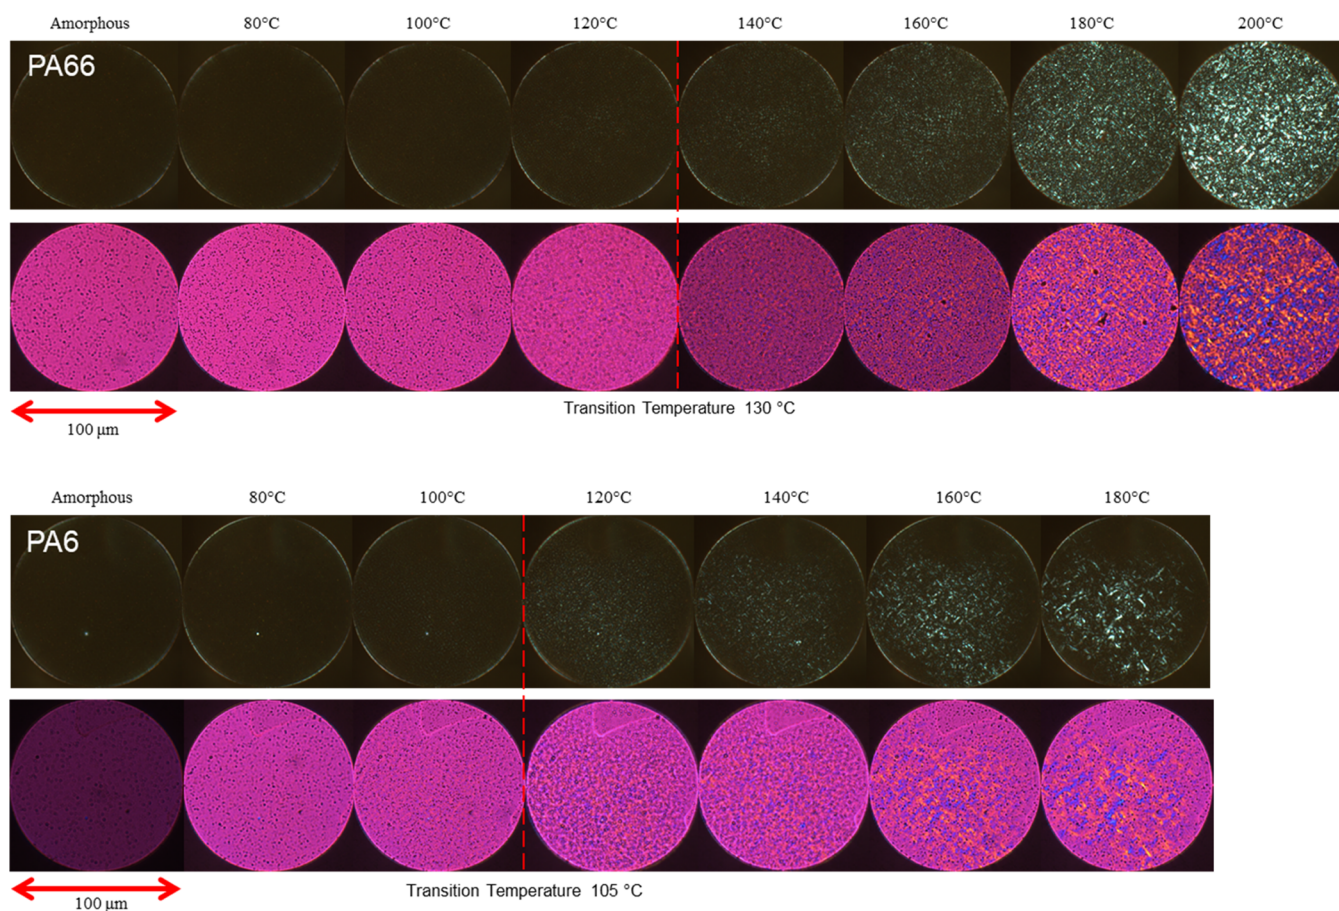 Amorphous 80°C 100°C 120°C 140°C 160°C 180°C 200°C
PA66
Transition Temperature 130 °C
100 µm
Amorphous 80°C 100°C 120°C 140°C 160°C 180°C
PA6
Transition Temperature 105 °C
100 µm